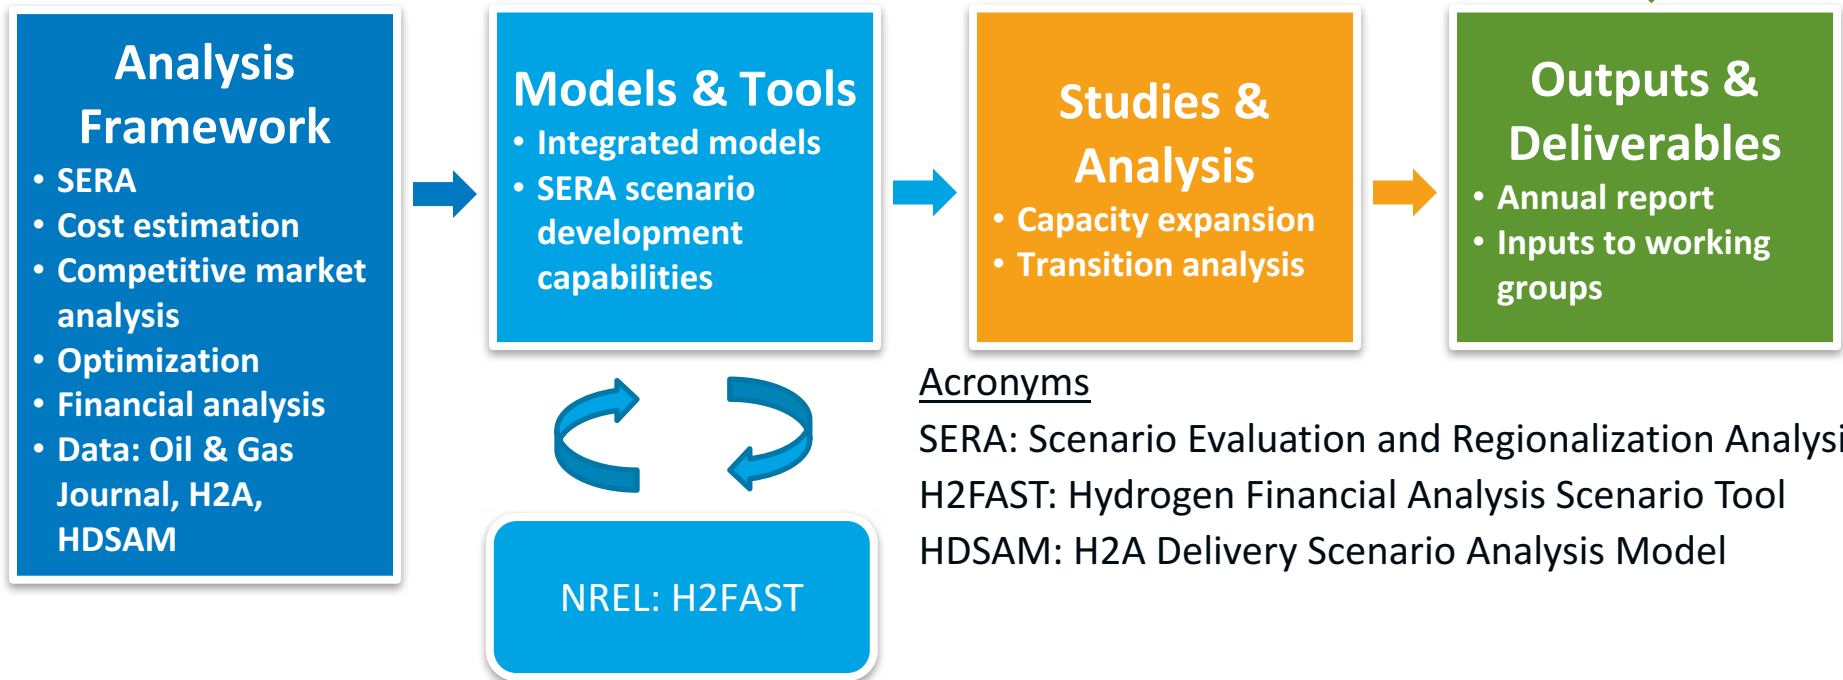 Analysis
Framework
• SERA
• Cost estimation
• Competitive market
analysis
• Optimization
• Financial analysis
• Data: Oil & Gas
Journal, H2A,
HDSAM
Models & Tools
• Integrated models
• SERA scenario
development
capabilities
NREL: H2FAST
Studies &
Analysis
• Capacity expansion
• Transition analysis
Outputs &
Deliverables
• Annual report
• Inputs to working
groups
Acronyms
SERA: Scenario Evaluation and Regionalization Analysi
H2FAST: Hydrogen Financial Analysis Scenario Tool
HDSAM: H2A Delivery Scenario Analysis Model